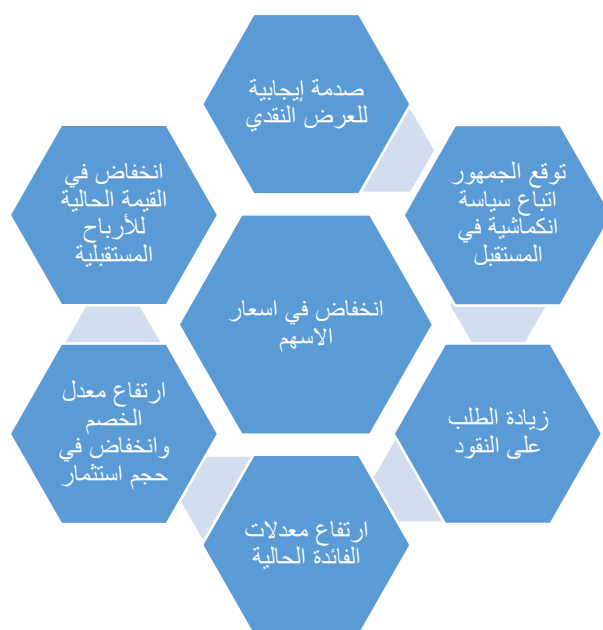 صدمة إيجابية
للعرض النقدي
توقع الجمهور
اتباع سياسة
انكماشية في
المستقبل
زيادة الطلب
على النقود
ارتفاع معدلات
الفائدة الحالية
ارتفاع معدل
الخصم
وانخفاض في
حجم استثمار
انخفاض في
القيمة الحالية
للأرباح
المستقبلية
انخفاض في اسعار
الاسهم